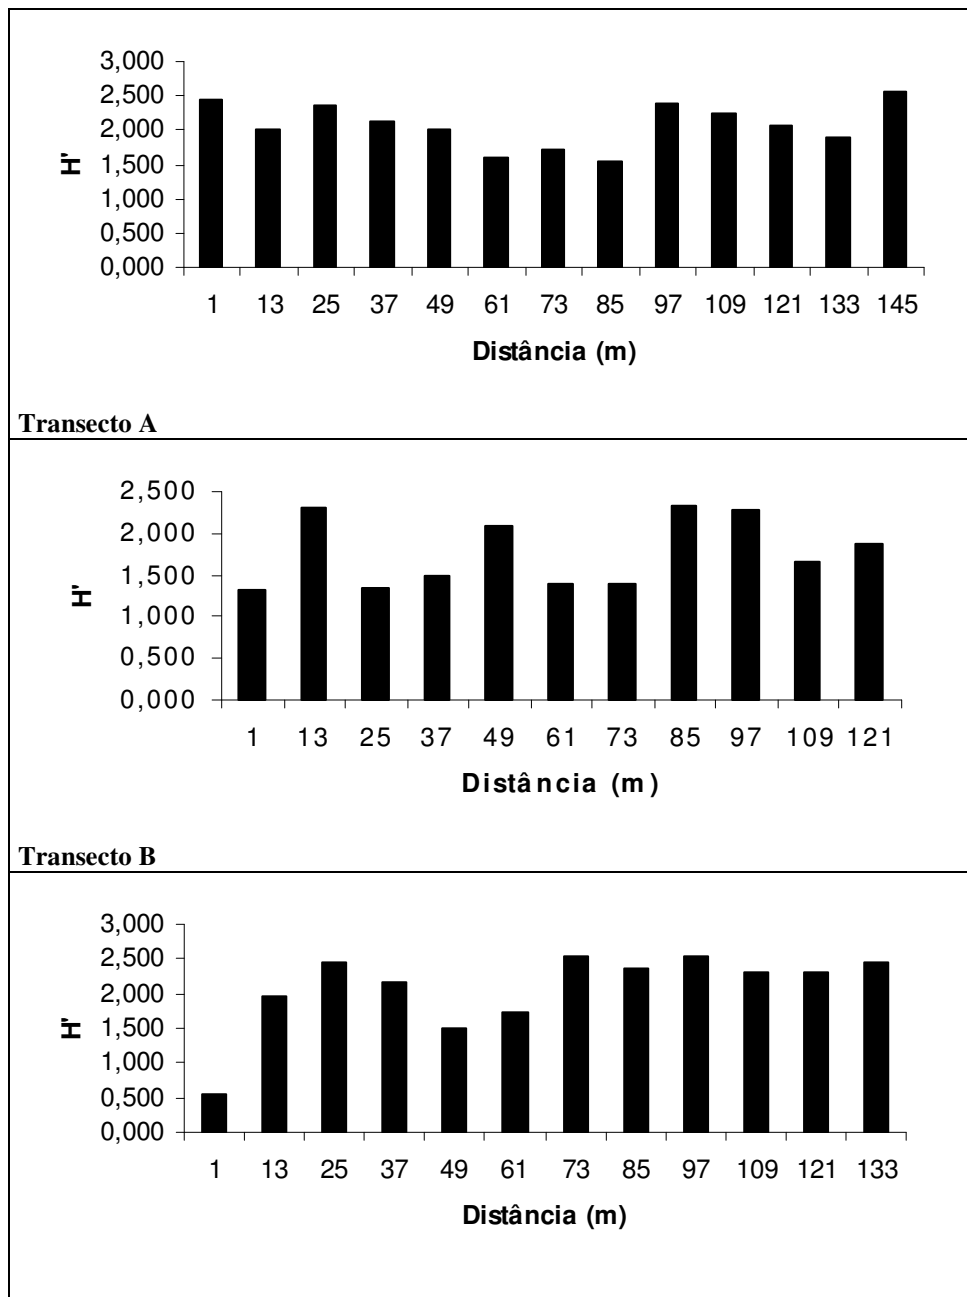 3,000
2,500
2,000
1,500
1,000
0,500
0,000
H'
1 13 25 37 49 61 73 85 97 109 121 133 145
Distância (m)
Transecto A
2,500
2,000
1,500
1,000
0,500
0,000
H'
1 13 25 37 49 61 73 85 97 109 121
Distância (m)
Transecto B
3,000
2,500
2,000
1,500
1,000
0,500
0,000
H'
1 13 25 37 49 61 73 85 97 109 121 133
Distância (m)